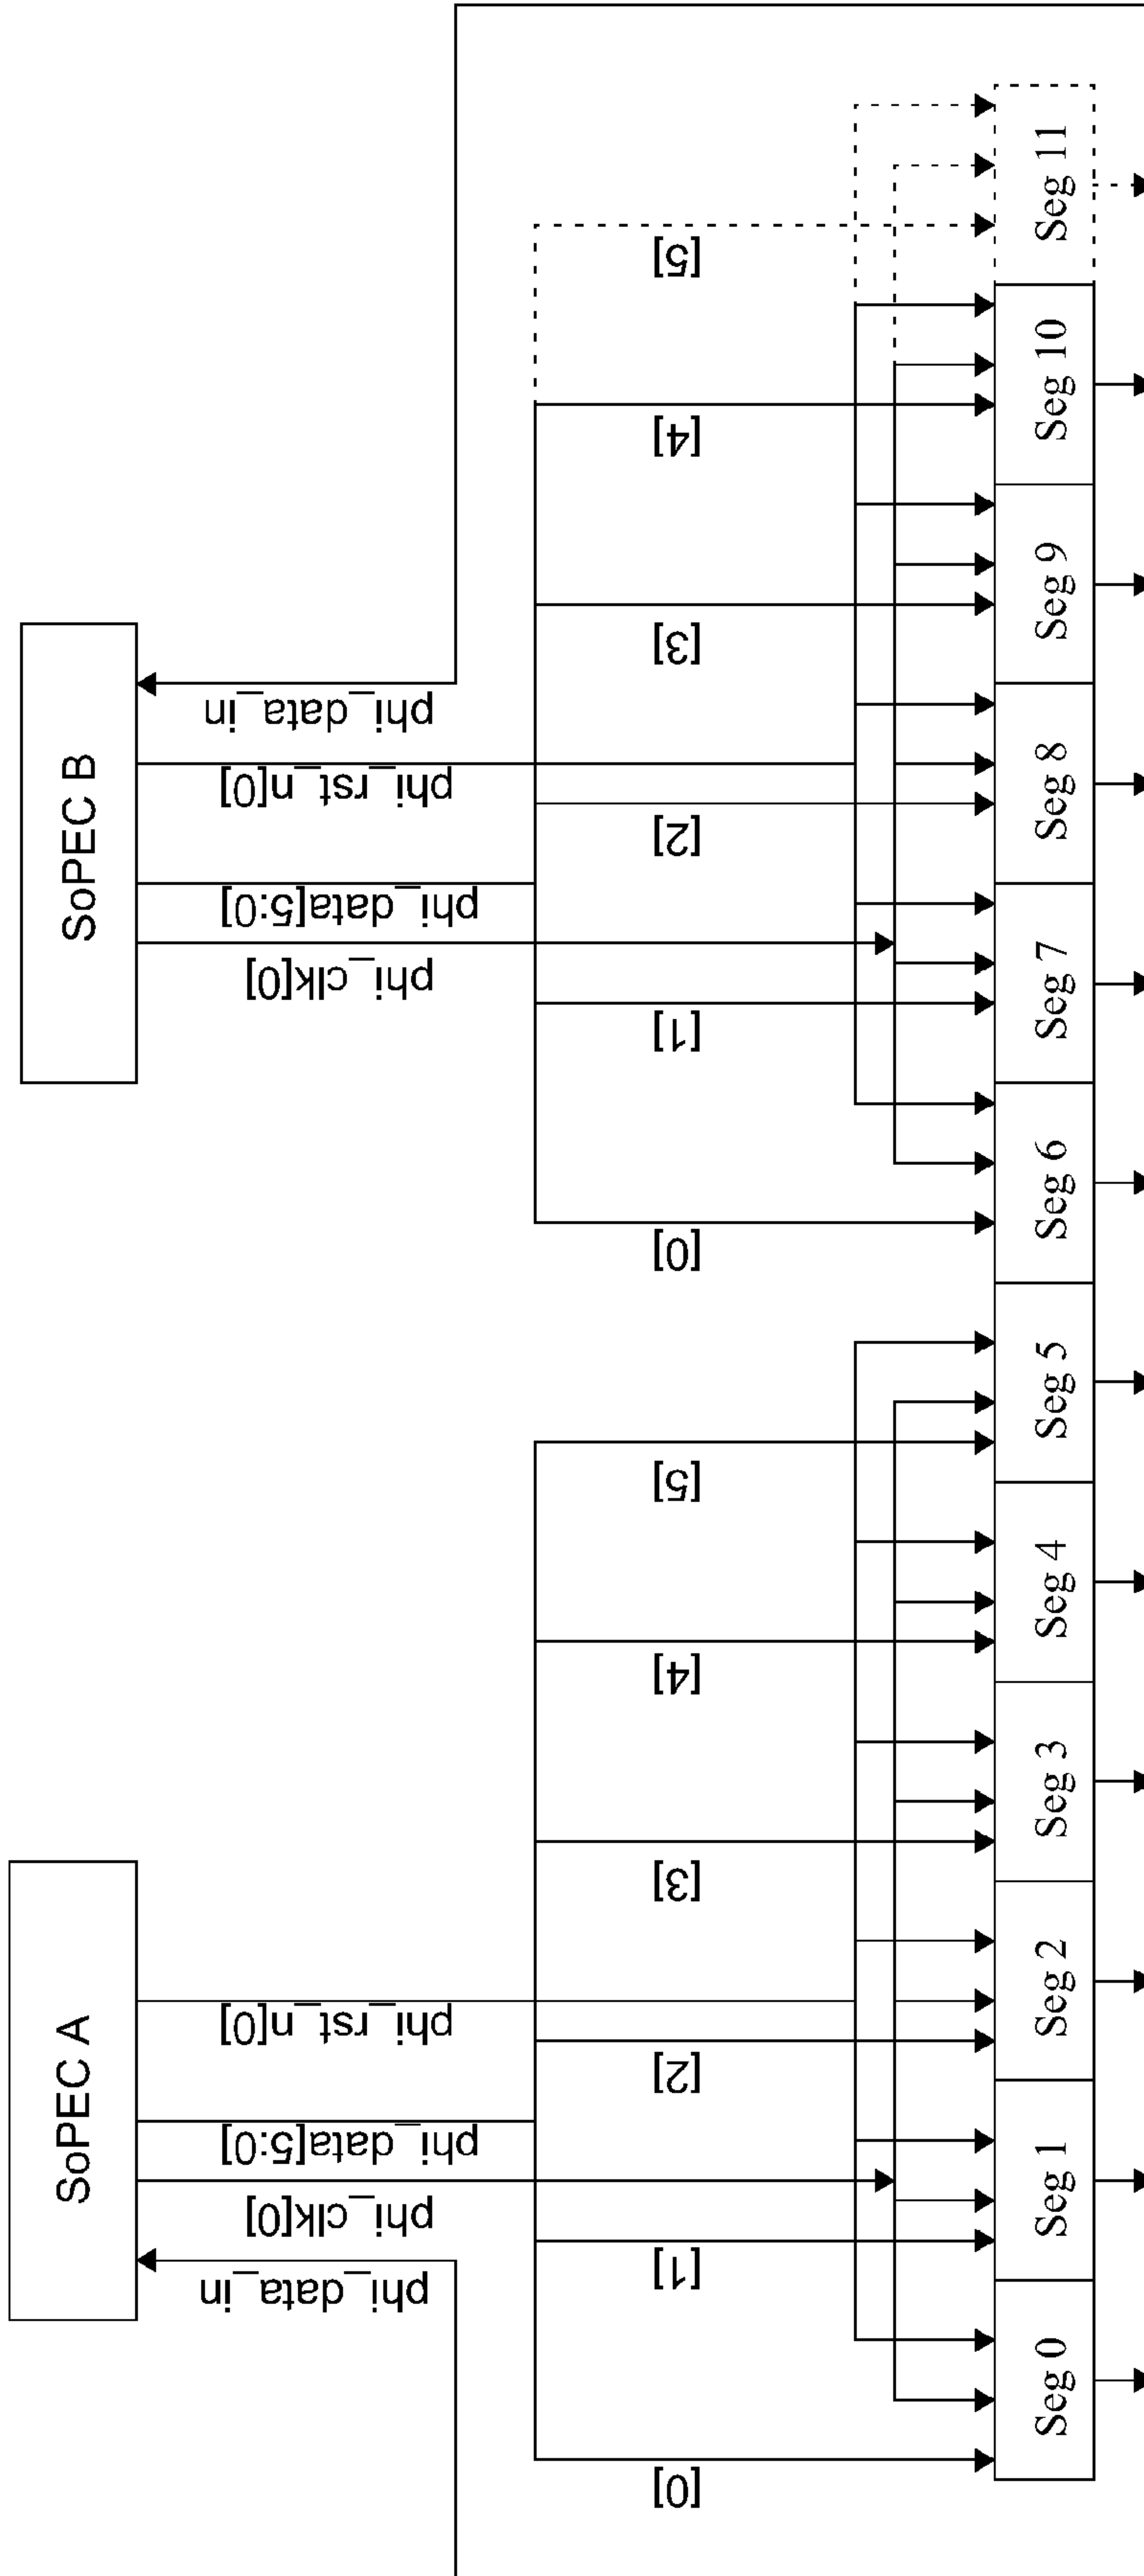 SoPEC A
SoPEC B
phi_data_in
phi_clk[0]
phi_data[5:0]
phi_rst_n[0]
phi_clk[0]
phi_data[5:0]
phi_rst_n[0]
phi_data_in
[0]
[1]
[2]
[3]
[4]
[5]
[0]
[1]
[2]
[3]
[4]
[5]
Seg 0
Seg 1
Seg 2
Seg 3
Seg 4
Seg 5
Seg 6
Seg 7
Seg 8
Seg 9
Seg 10
Seg 11